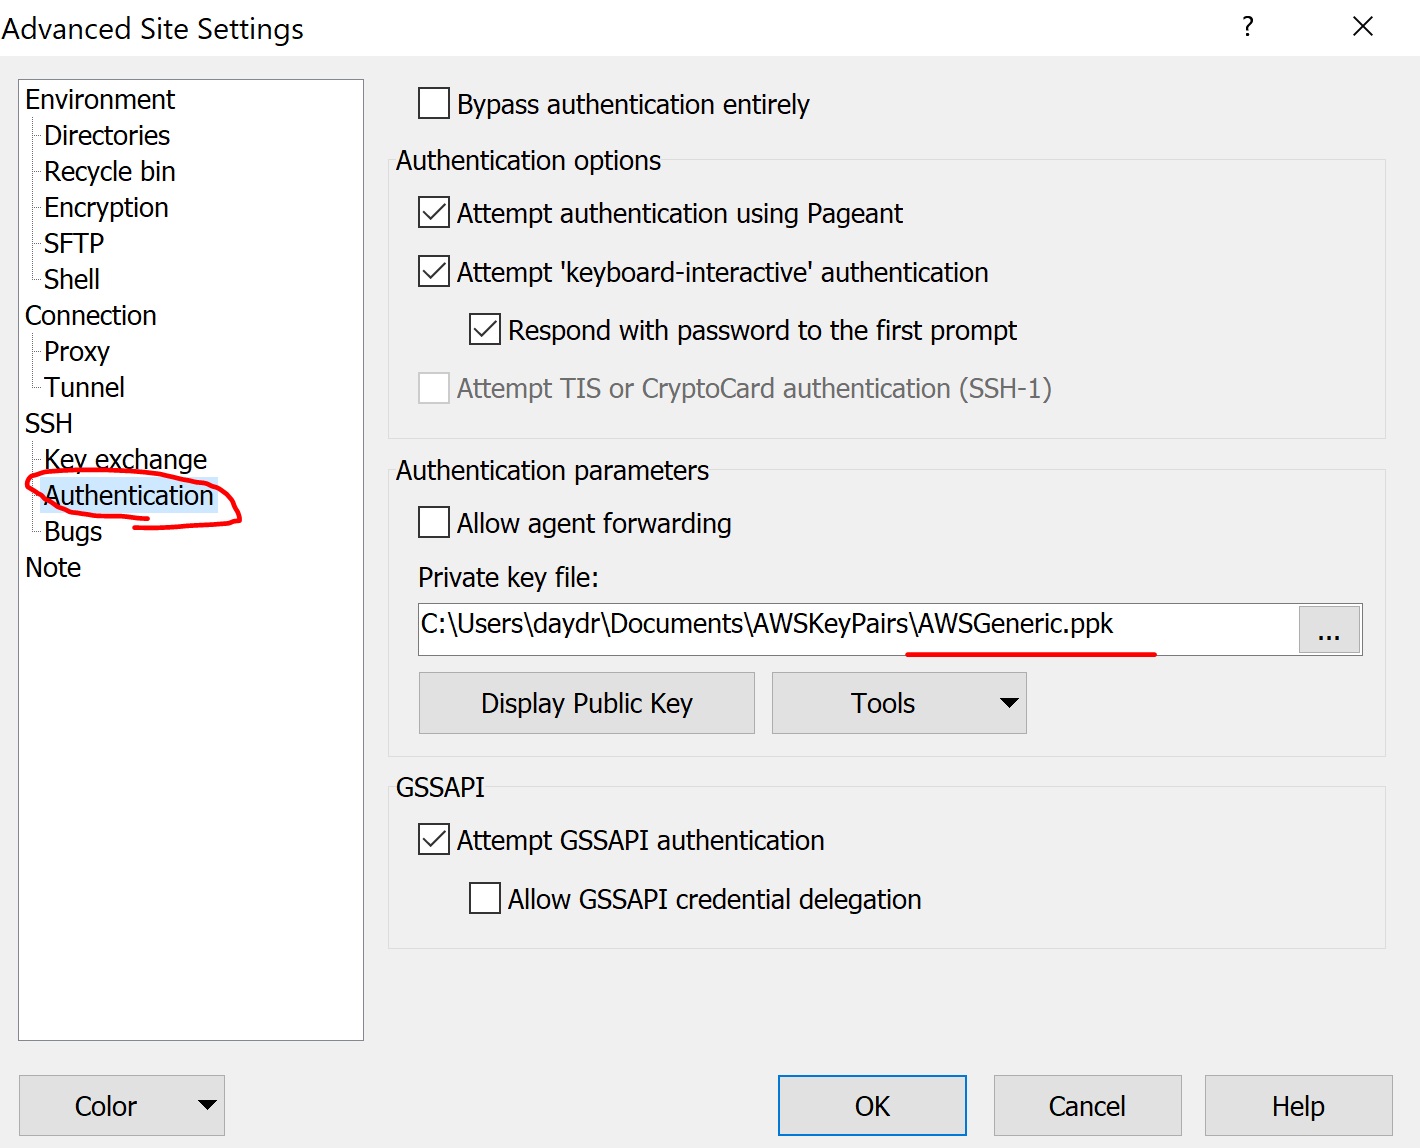 Advanced Site Settings
?
Environment
Directories
Recycle bin
Encryption
SFTP
Shell
Connection
Proxy
Tunnel
SSH
Key exchange
Authentication
Bugs
Note
Bypass authentication entirely
Authentication options
Attempt authentication using Pageant
Attempt 'keyboard-interactive' authentication
Respond with password to the first prompt
Attempt TIS or CryptoCard authentication (SSH-1)
Authentication parameters
Allow agent forwarding
Private key file:
C:\Users\daydr\Documents\AWSKeyPairs\AWSGeneric.ppk
...
Display Public Key
Tools
GSSAPI
Attempt GSSAPI authentication
Allow GSSAPI credential delegation
Color
OK
Cancel
Help